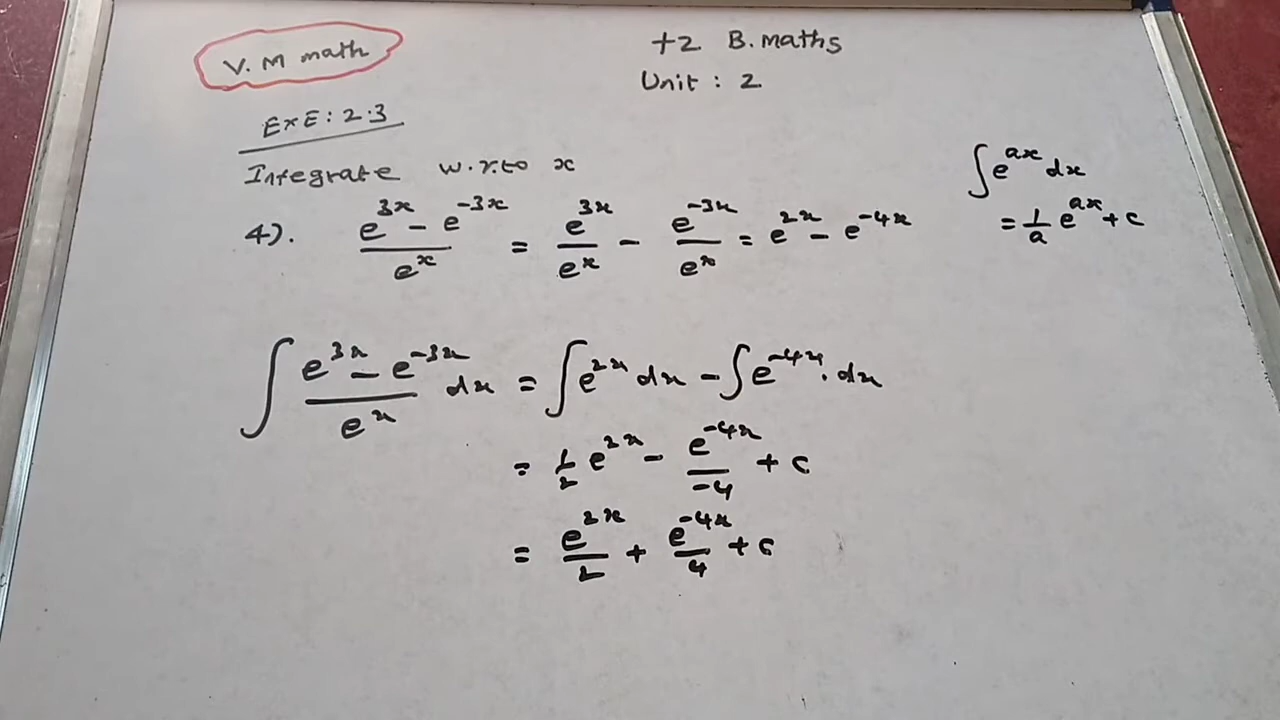 V. M math
+2 B. maths
Unit : 2
EXE: 2.3
Integrate w.r.to x
∫ e^{ax} dx
= 1/a e^{ax} + c
4). (e^{3x} - e^{-3x})/e^{x} = e^{3x}/e^{x} - e^{-3x}/e^{x} = e^{2x} - e^{-4x}
∫ (e^{3x} - e^{-3x})/e^{x} dx = ∫ e^{2x} dx - ∫ e^{-4x} . dx
= 1/2 e^{2x} - e^{-4x}/-4 + c
= e^{2x}/2 + e^{-4x}/4 + c